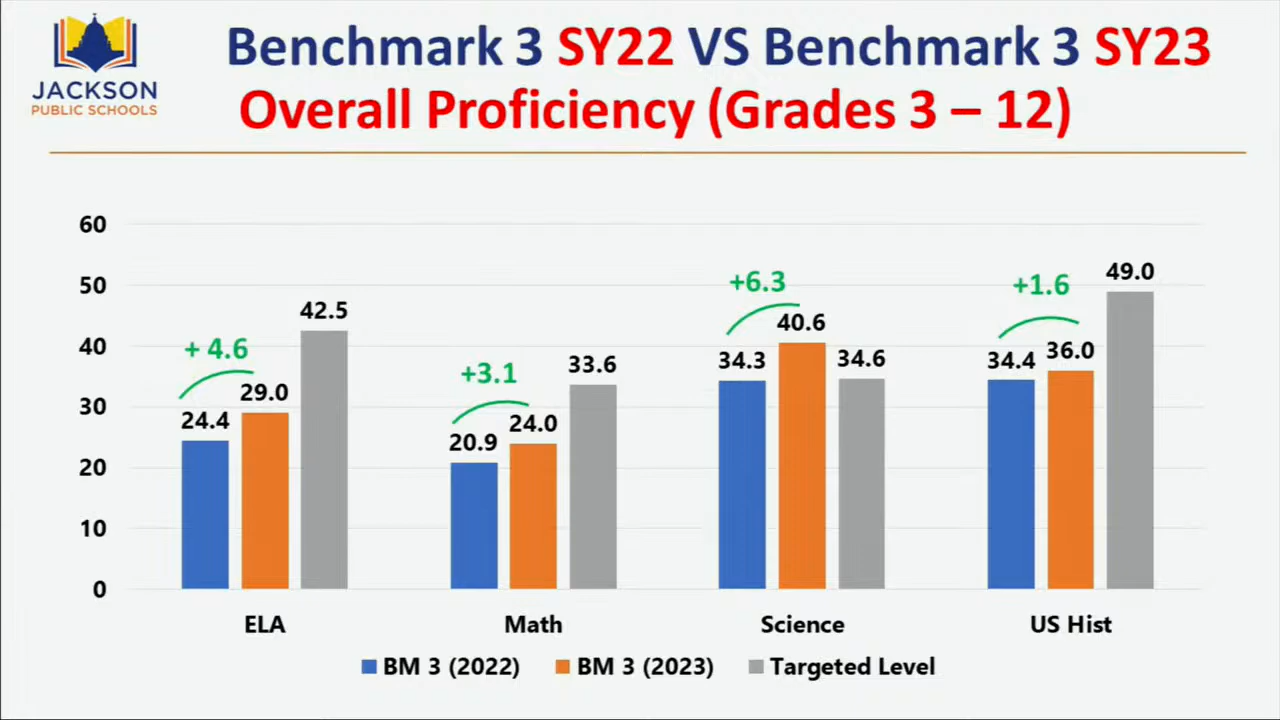 JACKSON
PUBLIC SCHOOLS
Benchmark 3 SY22 VS Benchmark 3 SY23
Overall Proficiency (Grades 3 – 12)
60
50
40
30
20
10
0
+ 4.6
24.4
29.0
42.5
+3.1
20.9
24.0
33.6
+6.3
34.3
40.6
34.6
+1.6
34.4
36.0
49.0
ELA
Math
Science
US Hist
BM 3 (2022)
BM 3 (2023)
Targeted Level